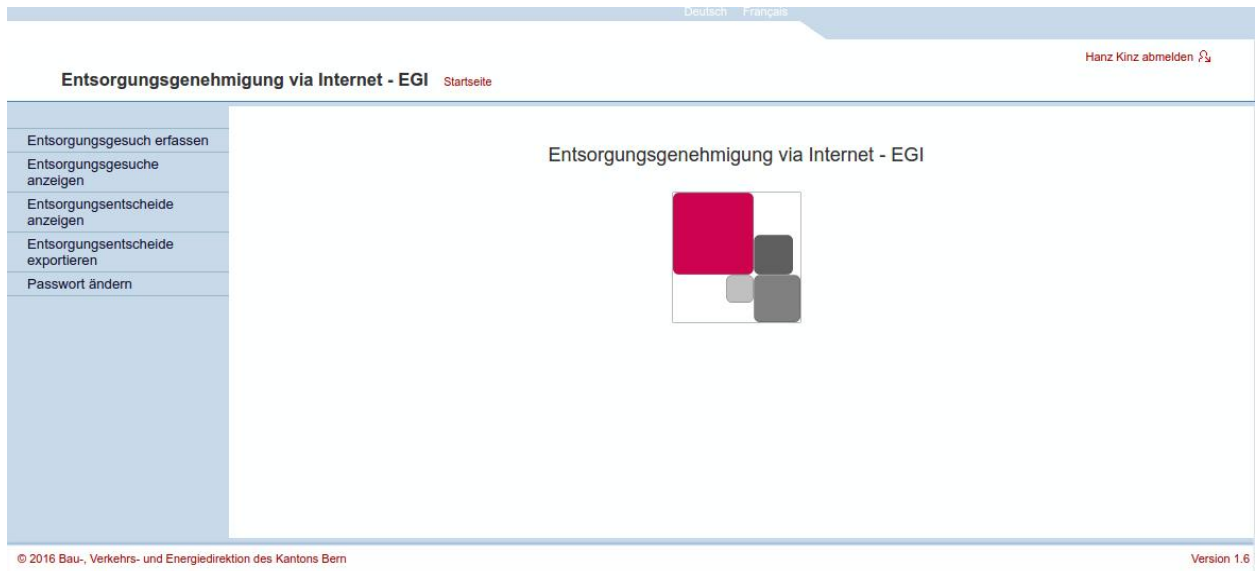 Deutsch Français
Hanz Kinz abmelden
Entsorgungsgenehmigung via Internet - EGI Startseite
Entsorgungsgesuch erfassen
Entsorgungsgesuche
anzeigen
Entsorgungsentscheide
anzeigen
Entsorgungsentscheide
exportieren
Passwort ändern
Entsorgungsgenehmigung via Internet - EGI
© 2016 Bau-, Verkehrs- und Energiedirektion des Kantons Bern
Version 1.6